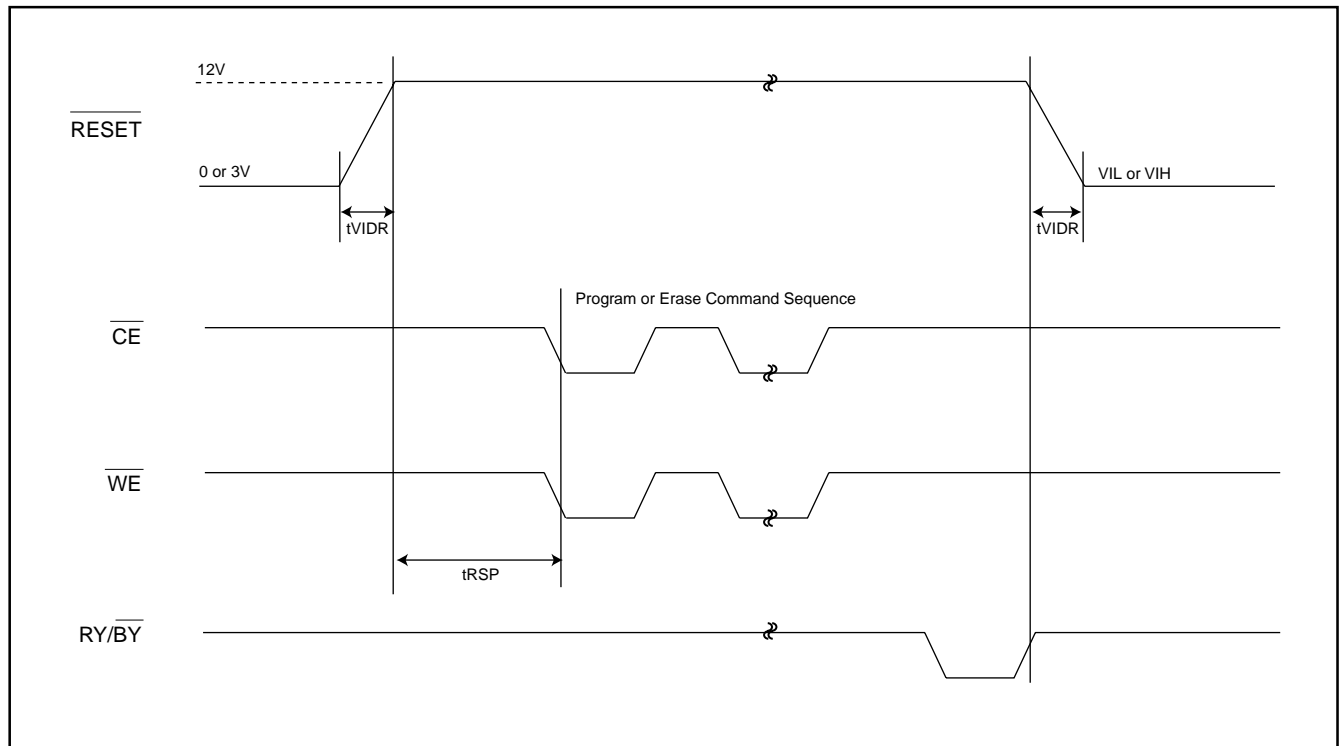 12V
RESET
0 or 3V
VIL or VIH
tVIDR
tVIDR
Program or Erase Command Sequence
CE
WE
tRSP
RY/BY